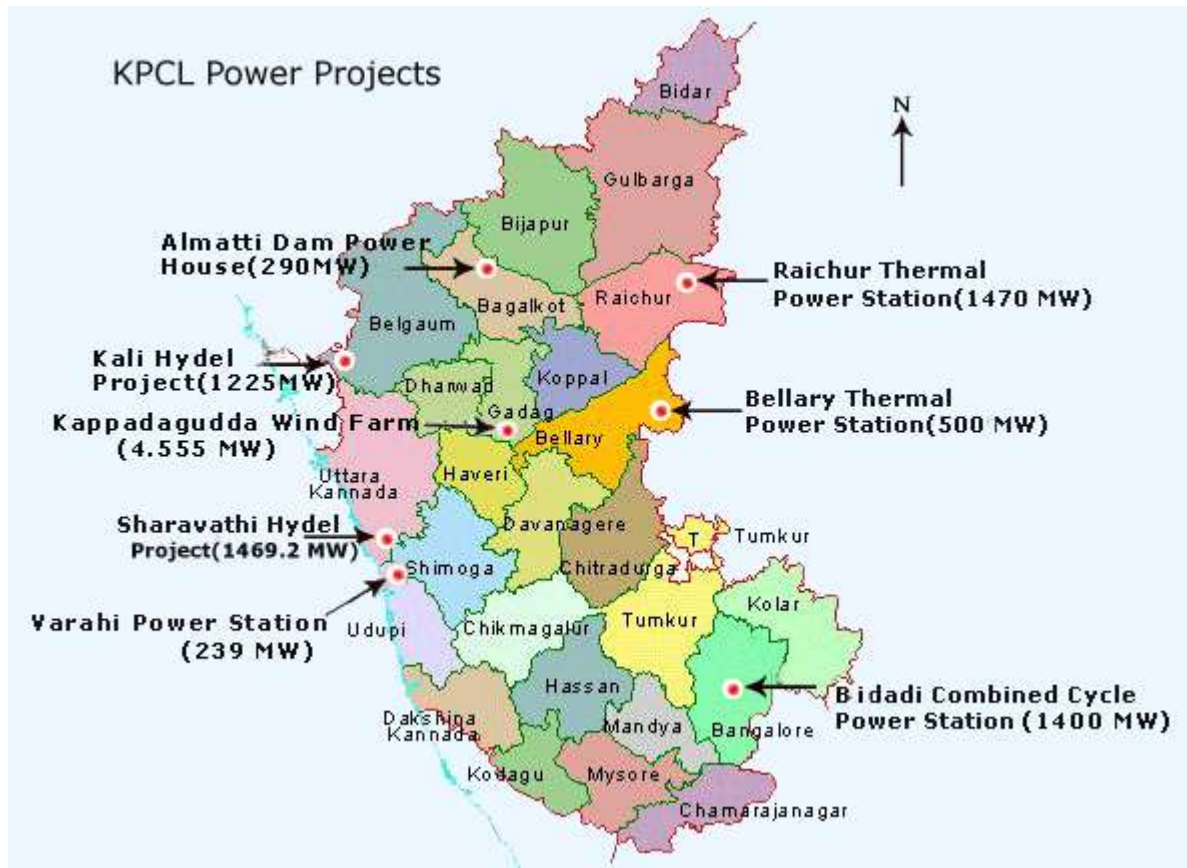 KPCL Power Projects
N
Bidar
Gulbarga
Bijapur
Almatti Dam Power
House(290MW)
Raichur Thermal
Power Station(1470 MW)
Raichur
Bagalkot
Belgaum
Kali Hydel
Project(1225MW)
Koppal
Dharwad
Gadag
Bellary Thermal
Power Station(500 MW)
Kappadagudda Wind Farm
(4.555 MW)
Bellary
Haveri
Uttara
Kannada
Sharavathi Hydel
Project(1469.2 MW)
Davanagere
T
Tumkur
Shimoga
Chitradurga
Kolar
Varahi Power Station
(239 MW)
Udupi
Chikmagalur
Tumkur
Hassan
Bidadi Combined Cycle
Power Station (1400 MW)
Dakshina
Kannada
Mandya
Bangalore
Kodagu
Mysore
Chamarajanagar